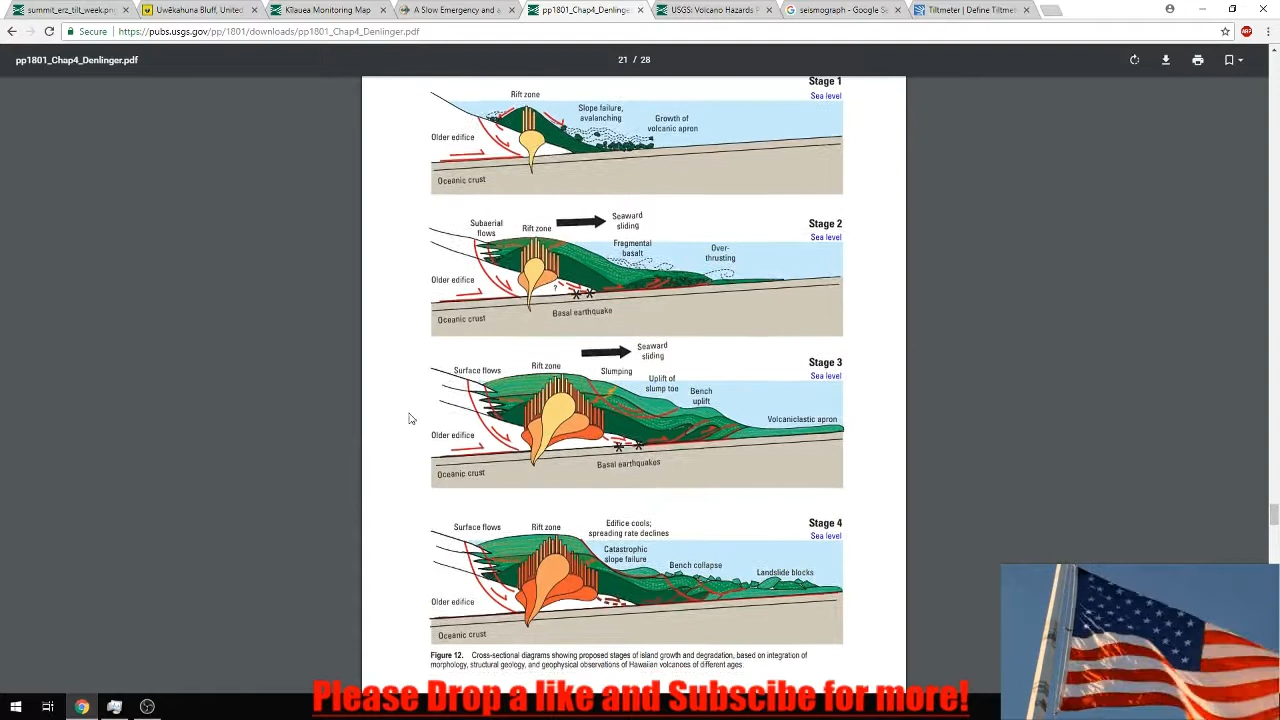 summit_erz_tilt_week.png
Uwēkahuna Bluff, United
Kīlauea Monitoring Map
A Slow Emergency and a
pp1801_Chap4_Denlinger
USGS: Volcano Hazards P
seismograph - Google Se
Tiltmeter | Define Tiltmet
Secure
https://pubs.usgs.gov/pp/1801/downloads/pp1801_Chap4_Denlinger.pdf
ABP
pp1801_Chap4_Denlinger.pdf
21 / 28
Stage 1
Sea level
Rift zone
Slope failure,
avalanching
Growth of
volcanic apron
Older edifice
Oceanic crust
Stage 2
Sea level
Subaerial
flows
Rift zone
Seaward
sliding
Fragmental
basalt
Over-
thrusting
Older edifice
?
Basal earthquake
Oceanic crust
Stage 3
Sea level
Seaward
sliding
Surface flows
Rift zone
Slumping
Uplift of
slump toe
Bench
uplift
Volcaniclastic apron
Older edifice
Basal earthquakes
Oceanic crust
Stage 4
Sea level
Surface flows
Rift zone
Edifice cools;
spreading rate declines
Catastrophic
slope failure
Bench collapse
Landslide blocks
Older edifice
Oceanic crust
Figure 12. Cross-sectional diagrams showing proposed stages of island growth and degradation, based on integration of
morphology, structural geology, and geophysical observations of Hawaiian volcanoes of different ages.
Please Drop a like and Subscibe for more!